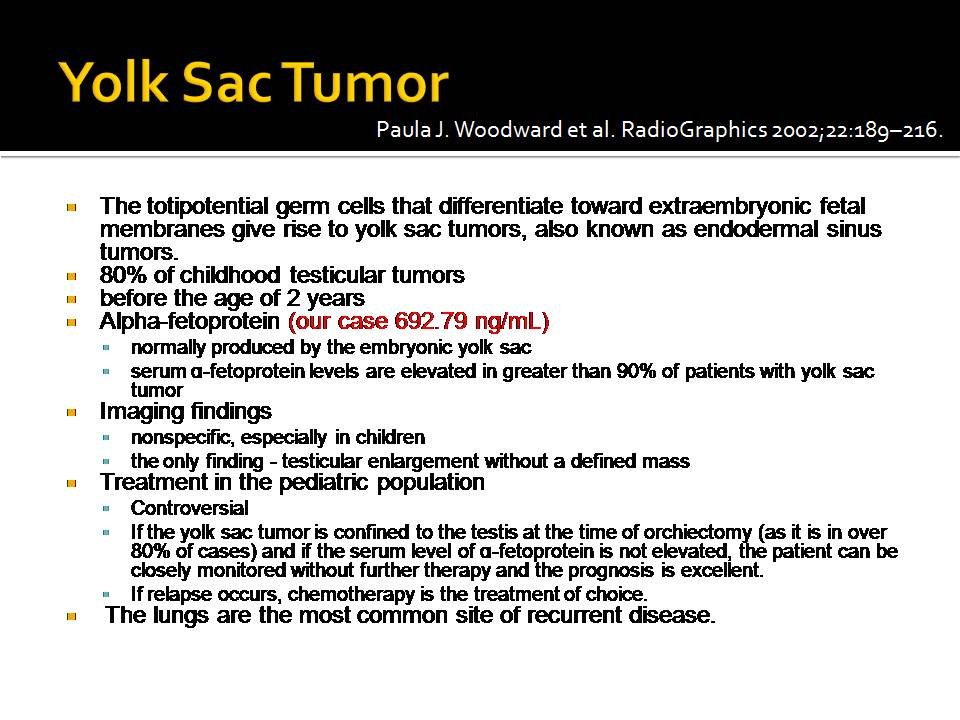 Yolk Sac Tumor
Paula J. Woodward et al. RadioGraphics 2002;22:189–216.
The totipotential germ cells that differentiate toward extraembryonic fetal
membranes give rise to yolk sac tumors, also known as endodermal sinus
tumors.
80% of childhood testicular tumors
before the age of 2 years
Alpha-fetoprotein (our case 692.79 ng/mL)
normally produced by the embryonic yolk sac
serum α-fetoprotein levels are elevated in greater than 90% of patients with yolk sac
tumor
Imaging findings
nonspecific, especially in children
the only finding - testicular enlargement without a defined mass
Treatment in the pediatric population
Controversial
If the yolk sac tumor is confined to the testis at the time of orchiectomy (as it is in over
80% of cases) and if the serum level of α-fetoprotein is not elevated, the patient can be
closely monitored without further therapy and the prognosis is excellent.
If relapse occurs, chemotherapy is the treatment of choice.
The lungs are the most common site of recurrent disease.